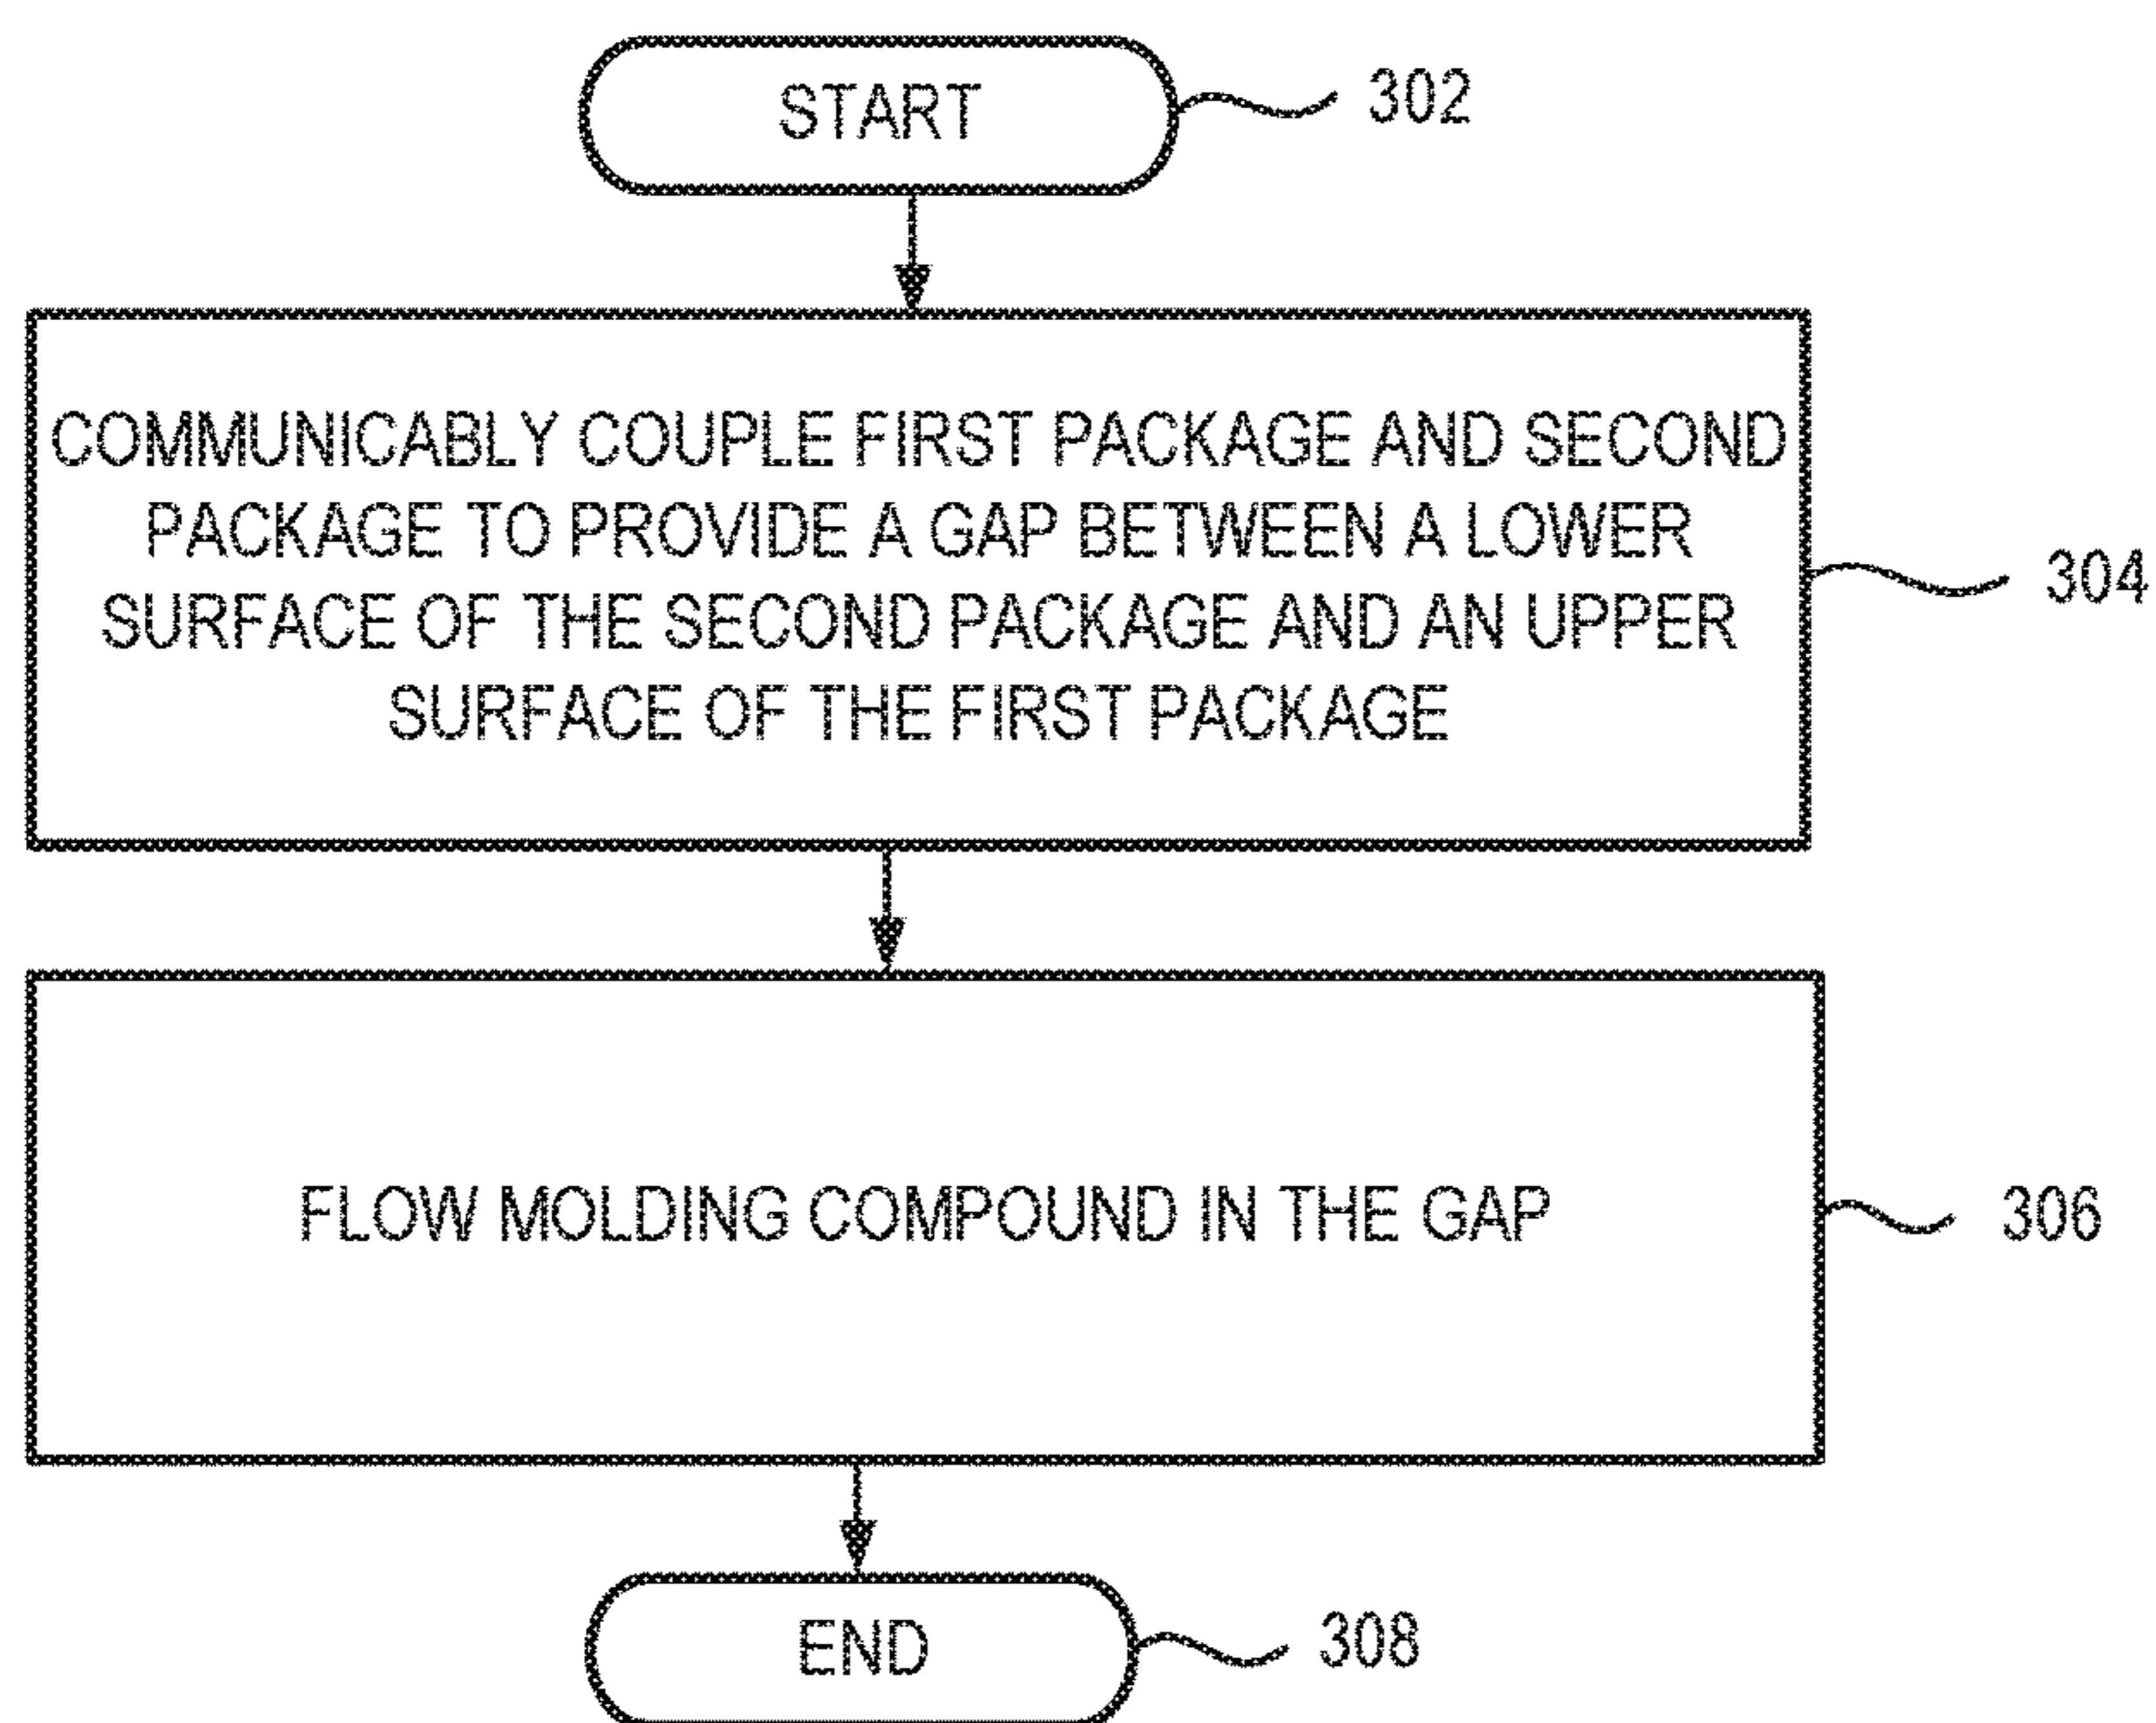 START
302
COMMUNICABLY COUPLE FIRST PACKAGE AND SECOND
PACKAGE TO PROVIDE A GAP BETWEEN A LOWER
SURFACE OF THE SECOND PACKAGE AND AN UPPER
SURFACE OF THE FIRST PACKAGE
304
FLOW MOLDING COMPOUND IN THE GAP
306
END
308